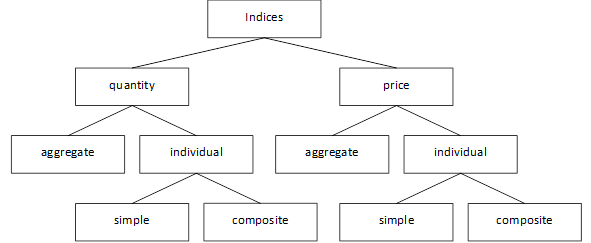 Indices
quantity
price
aggregate
individual
aggregate
individual
simple
composite
simple
composite